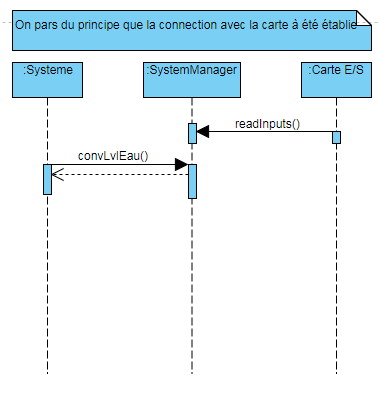 On pars du principe que la connection avec la carte à été établie
:Systeme
:SystemManager
:Carte E/S
readInputs()
convLvlEau()